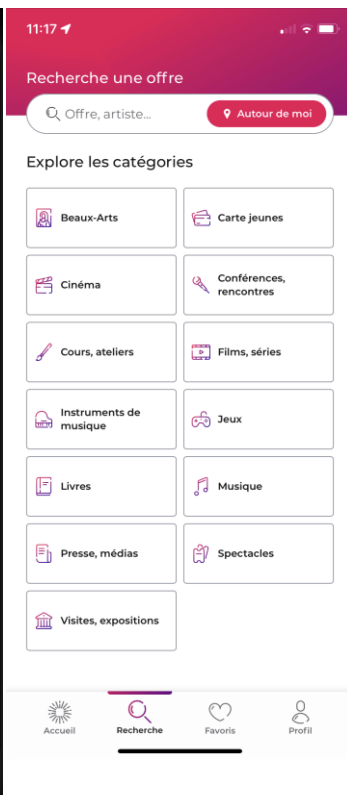 11:17
Recherche une offre
Offre, artiste...
Autour de moi
Explore les catégories
Beaux-Arts
Carte jeunes
Cinéma
Conférences,
rencontres
Cours, ateliers
Films, séries
Instruments de
musique
Jeux
Livres
Musique
Presse, médias
Spectacles
Visites, expositions
Accueil
Recherche
Favoris
Profil